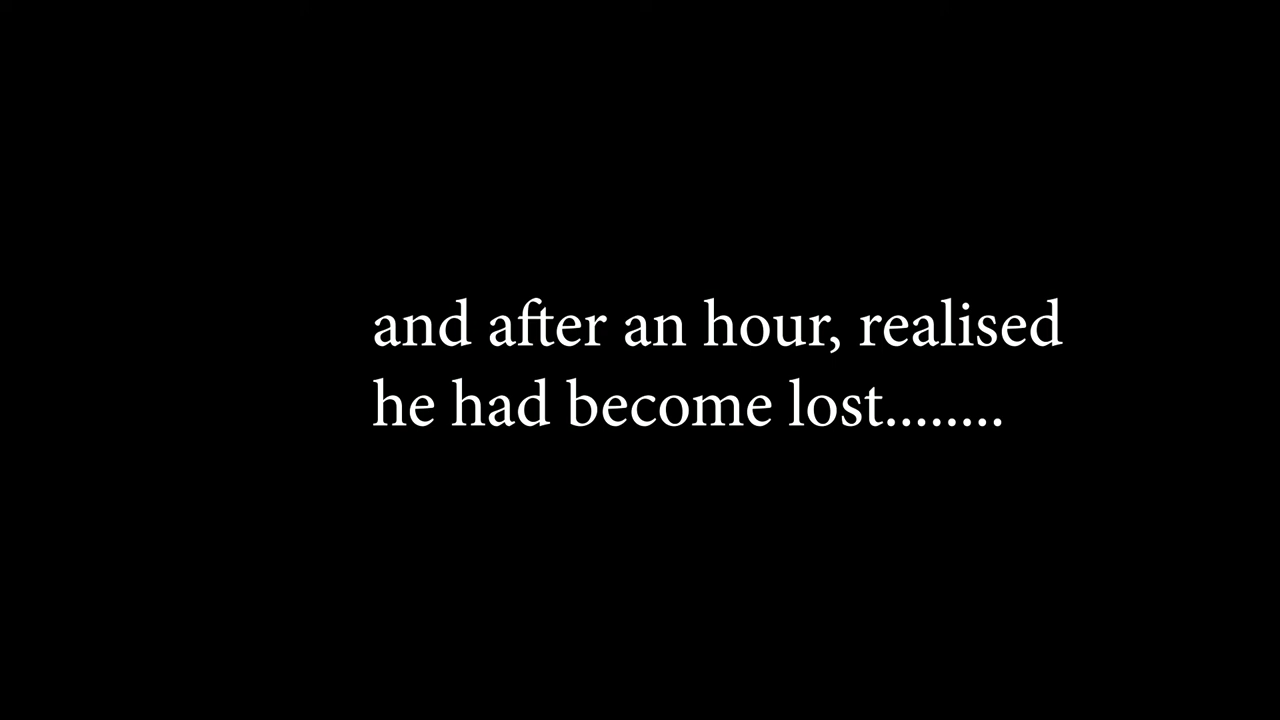 and after an hour, realised
he had become lost........